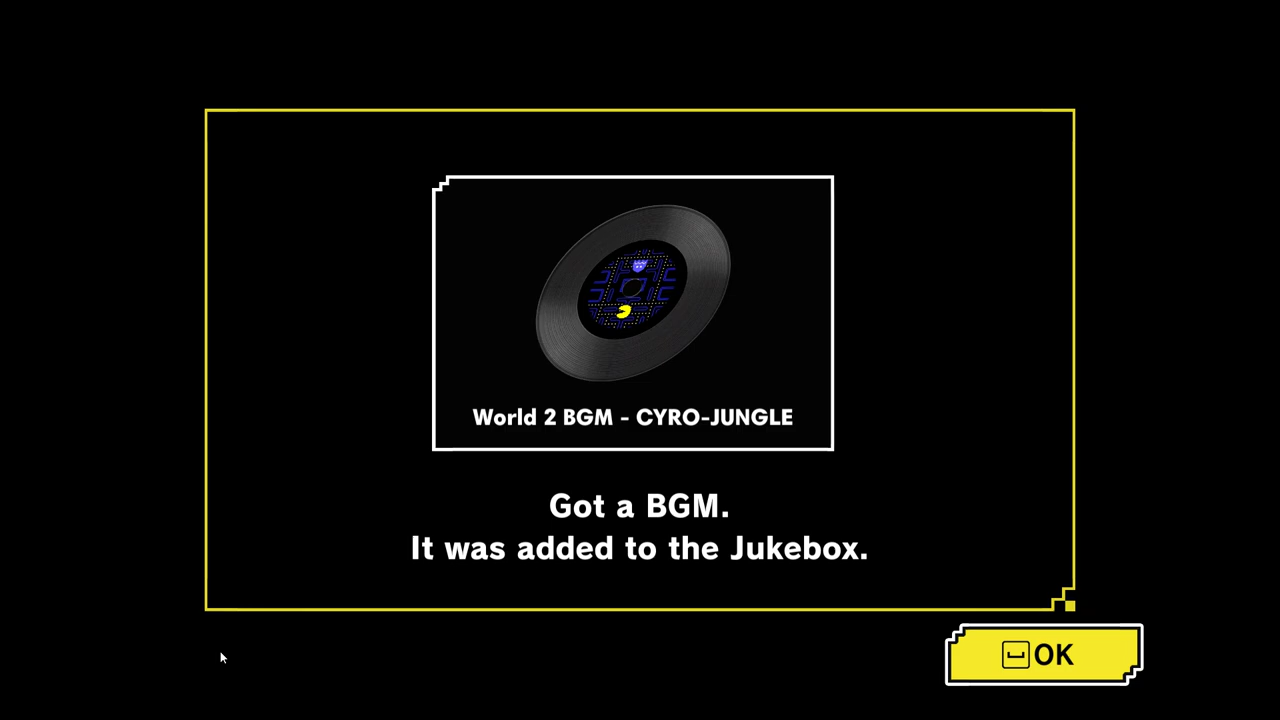 World 2 BGM - CYRO-JUNGLE
Got a BGM.
It was added to the Jukebox.
OK